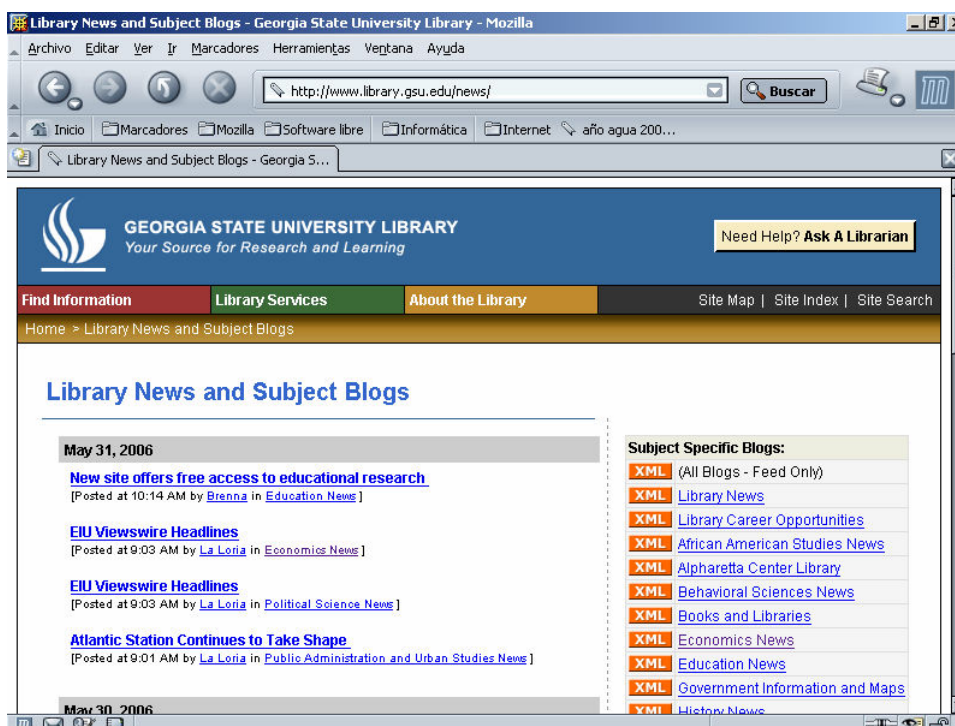 Library News and Subject Blogs - Georgia State University Library - Mozilla
Archivo Editar Ver Ir Marcadores Herramientas Ventana Ayuda
http://www.library.gsu.edu/news/ Buscar
Inicio Marcadores Mozilla Software libre Informática Internet año agua 200...
Library News and Subject Blogs - Georgia S...
GEORGIA STATE UNIVERSITY LIBRARY
Your Source for Research and Learning
Need Help? Ask A Librarian
Find Information Library Services About the Library Site Map | Site Index | Site Search
Home > Library News and Subject Blogs
Library News and Subject Blogs
May 31, 2006
New site offers free access to educational research
[Posted at 10:14 AM by Brenna in Education News ]
EIU Viewswire Headlines
[Posted at 9:03 AM by La Loria in Economics News ]
EIU Viewswire Headlines
[Posted at 9:03 AM by La Loria in Political Science News ]
Atlantic Station Continues to Take Shape
[Posted at 9:01 AM by La Loria in Public Administration and Urban Studies News ]
May 30, 2006
Subject Specific Blogs:
XML (All Blogs - Feed Only)
XML Library News
XML Library Career Opportunities
XML African American Studies News
XML Alpharetta Center Library
XML Behavioral Sciences News
XML Books and Libraries
XML Economics News
XML Education News
XML Government Information and Maps
XML History News